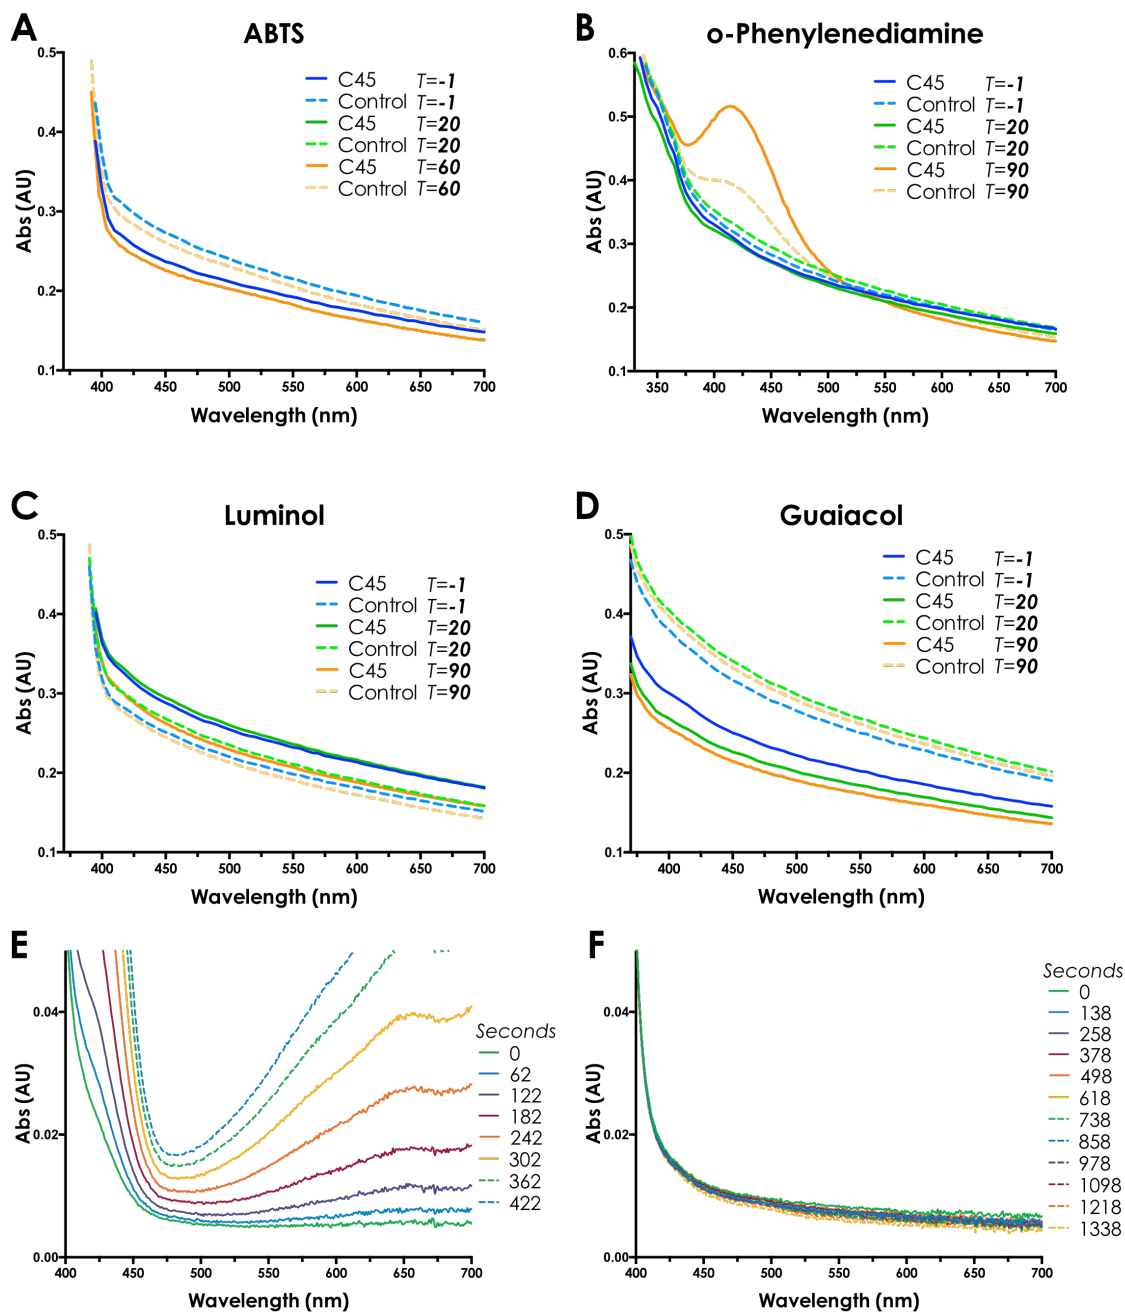 A
ABTS
0.5
0.4
0.3
0.2
0.1
Abs (AU)
400 450 500 550 600 650 700
Wavelength (nm)
C45 T=-1
Control T=-1
C45 T=20
Control T=20
C45 T=60
Control T=60
B
o-Phenylenediamine
0.6
0.5
0.4
0.3
0.2
0.1
Abs (AU)
350 400 450 500 550 600 650 700
Wavelength (nm)
C45 T=-1
Control T=-1
C45 T=20
Control T=20
C45 T=90
Control T=90
C
Luminol
0.5
0.4
0.3
0.2
0.1
Abs (AU)
400 450 500 550 600 650 700
Wavelength (nm)
C45 T=-1
Control T=-1
C45 T=20
Control T=20
C45 T=90
Control T=90
D
Guaiacol
0.5
0.4
0.3
0.2
0.1
Abs (AU)
400 450 500 550 600 650 700
Wavelength (nm)
C45 T=-1
Control T=-1
C45 T=20
Control T=20
C45 T=90
Control T=90
E
0.04
0.02
0.00
Abs (AU)
400 450 500 550 600 650 700
Wavelength (nm)
Seconds
0
62
122
182
242
302
362
422
F
0.04
0.02
0.00
Abs (AU)
400 450 500 550 600 650 700
Wavelength (nm)
Seconds
0
138
258
378
498
618
738
858
978
1098
1218
1338